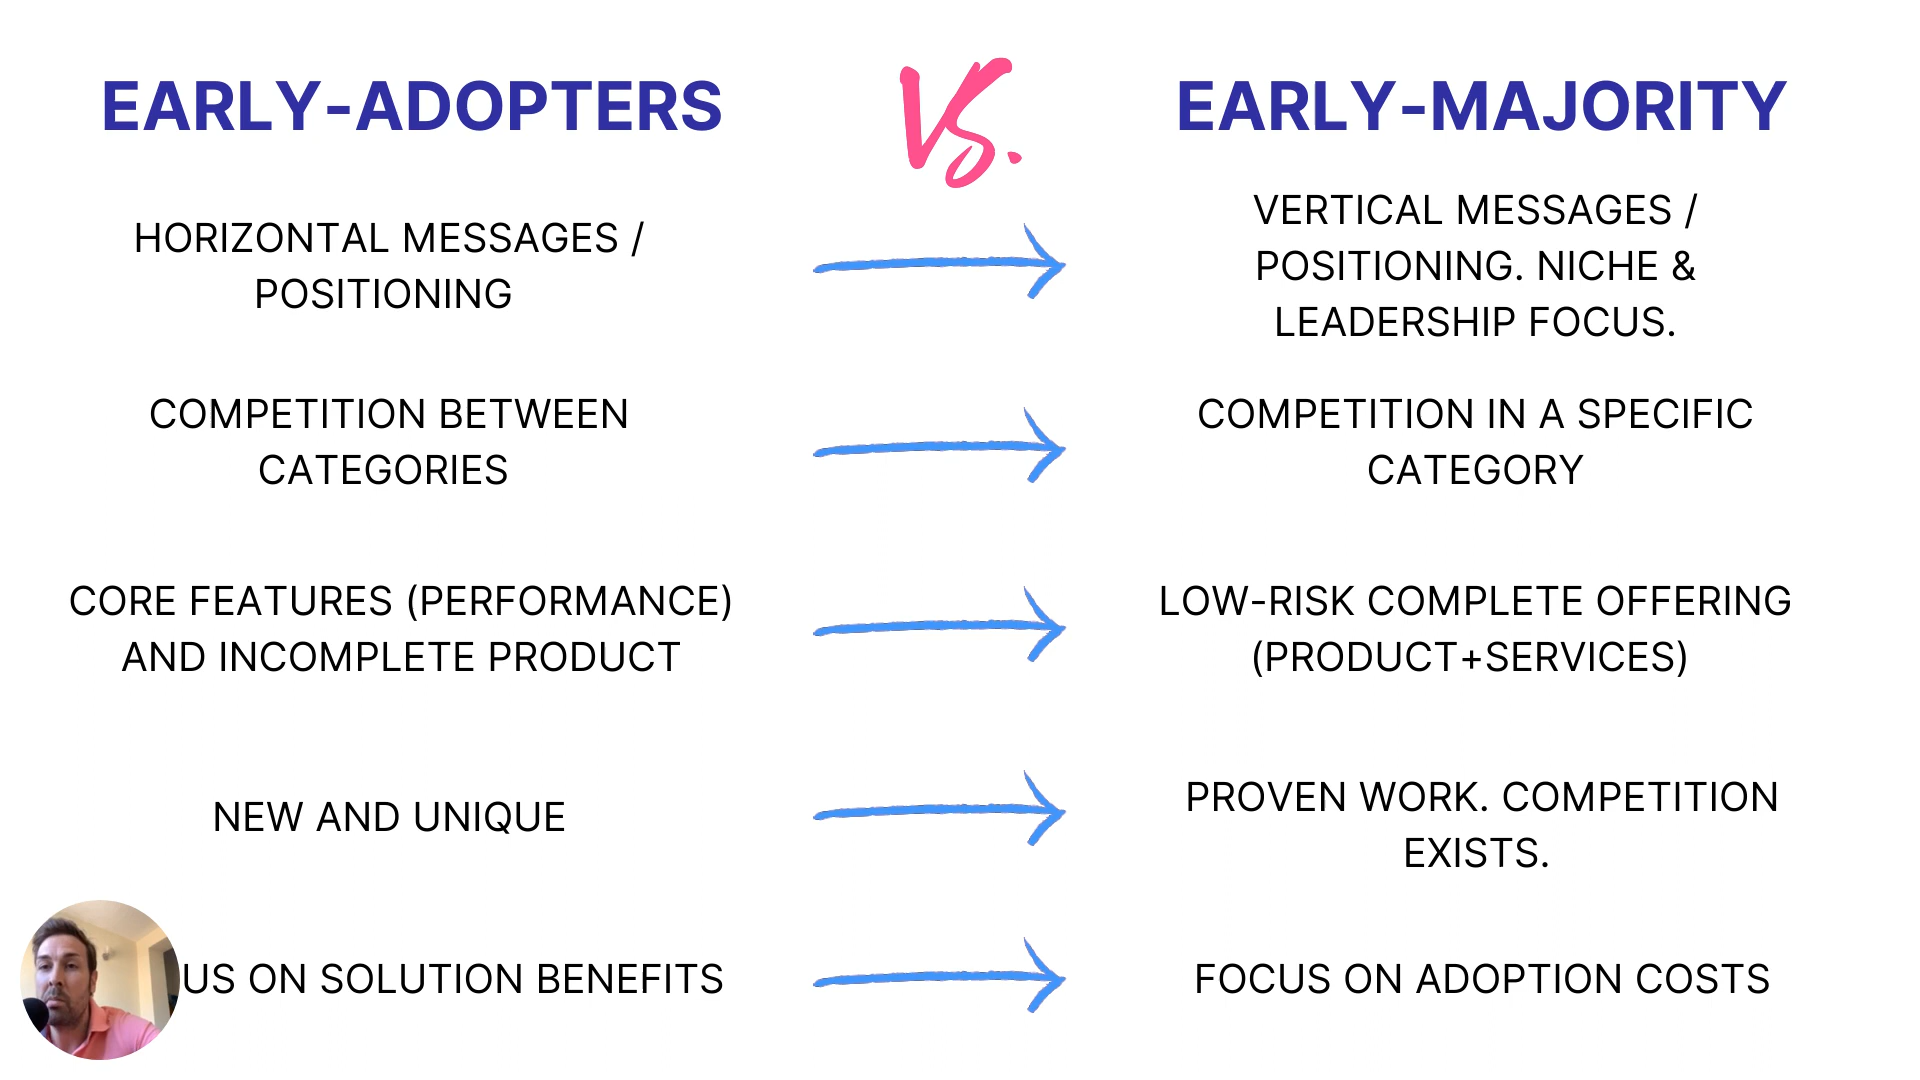 EARLY-ADOPTERS
VS.
EARLY-MAJORITY
HORIZONTAL MESSAGES /
POSITIONING
VERTICAL MESSAGES /
POSITIONING. NICHE &
LEADERSHIP FOCUS.
COMPETITION BETWEEN
CATEGORIES
COMPETITION IN A SPECIFIC
CATEGORY
CORE FEATURES (PERFORMANCE)
AND INCOMPLETE PRODUCT
LOW-RISK COMPLETE OFFERING
(PRODUCT+SERVICES)
NEW AND UNIQUE
PROVEN WORK. COMPETITION
EXISTS.
US ON SOLUTION BENEFITS
FOCUS ON ADOPTION COSTS